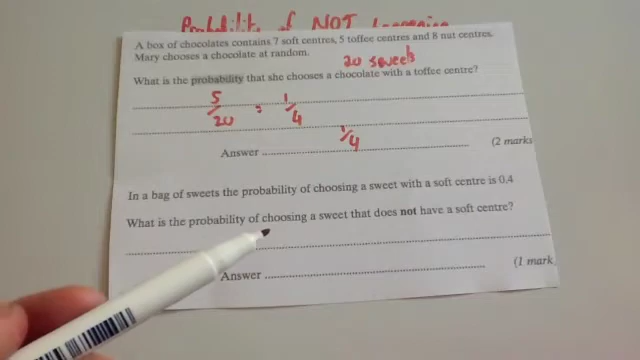 Probability of NOT happening
A box of chocolates contains 7 soft centres, 5 toffee centres and 8 nut centres.
Mary chooses a chocolate at random.
20 sweets
What is the probability that she chooses a chocolate with a toffee centre?
5/20 = 1/4
1/4
Answer (2 marks
In a bag of sweets the probability of choosing a sweet with a soft centre is 0.4
What is the probability of choosing a sweet that does not have a soft centre?
Answer (1 mark